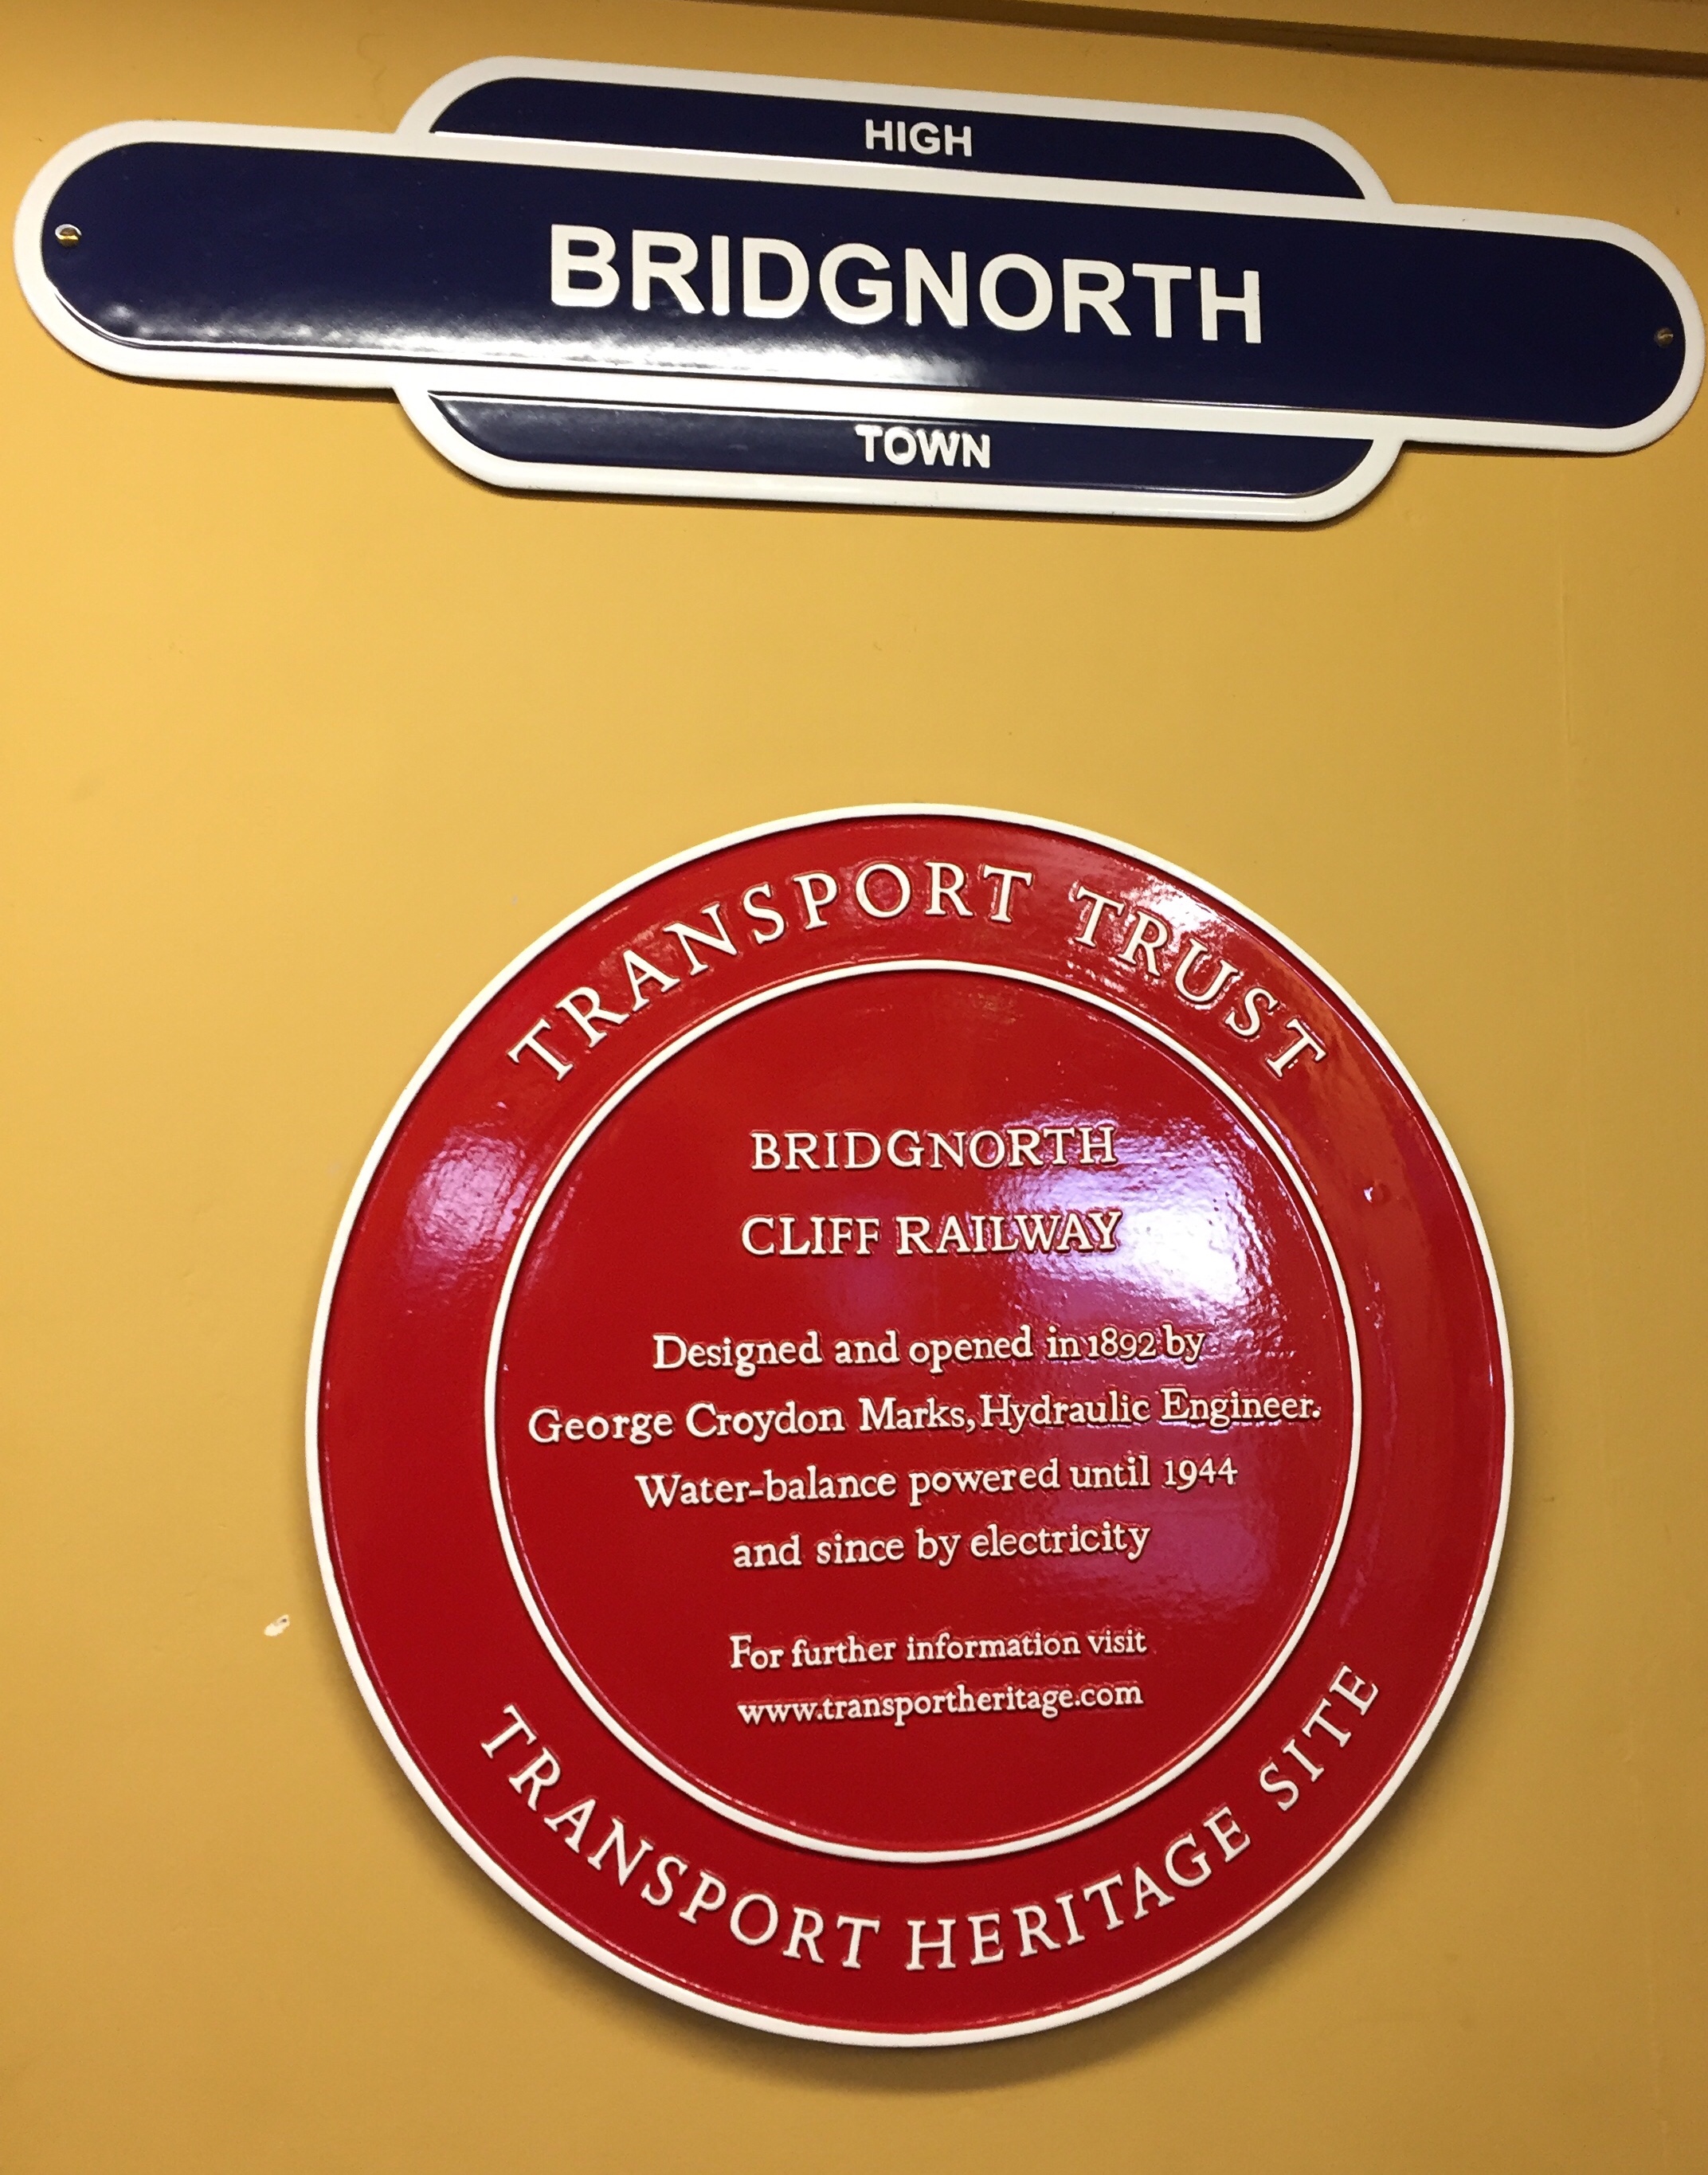 HIGH
BRIDGNORTH
TOWN
TRANSPORT TRUST
BRIDGNORTH
CLIFF RAILWAY
Designed and opened in 1892 by
George Croydon Marks, Hydraulic Engineer.
Water-balance powered until 1944
and since by electricity
For further information visit
www.transportheritage.com
TRANSPORT HERITAGE SITE